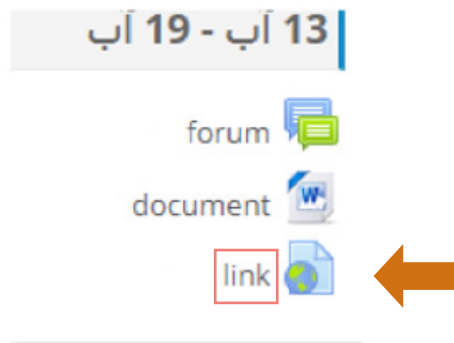 13 آب - 19 آب
forum
document
link